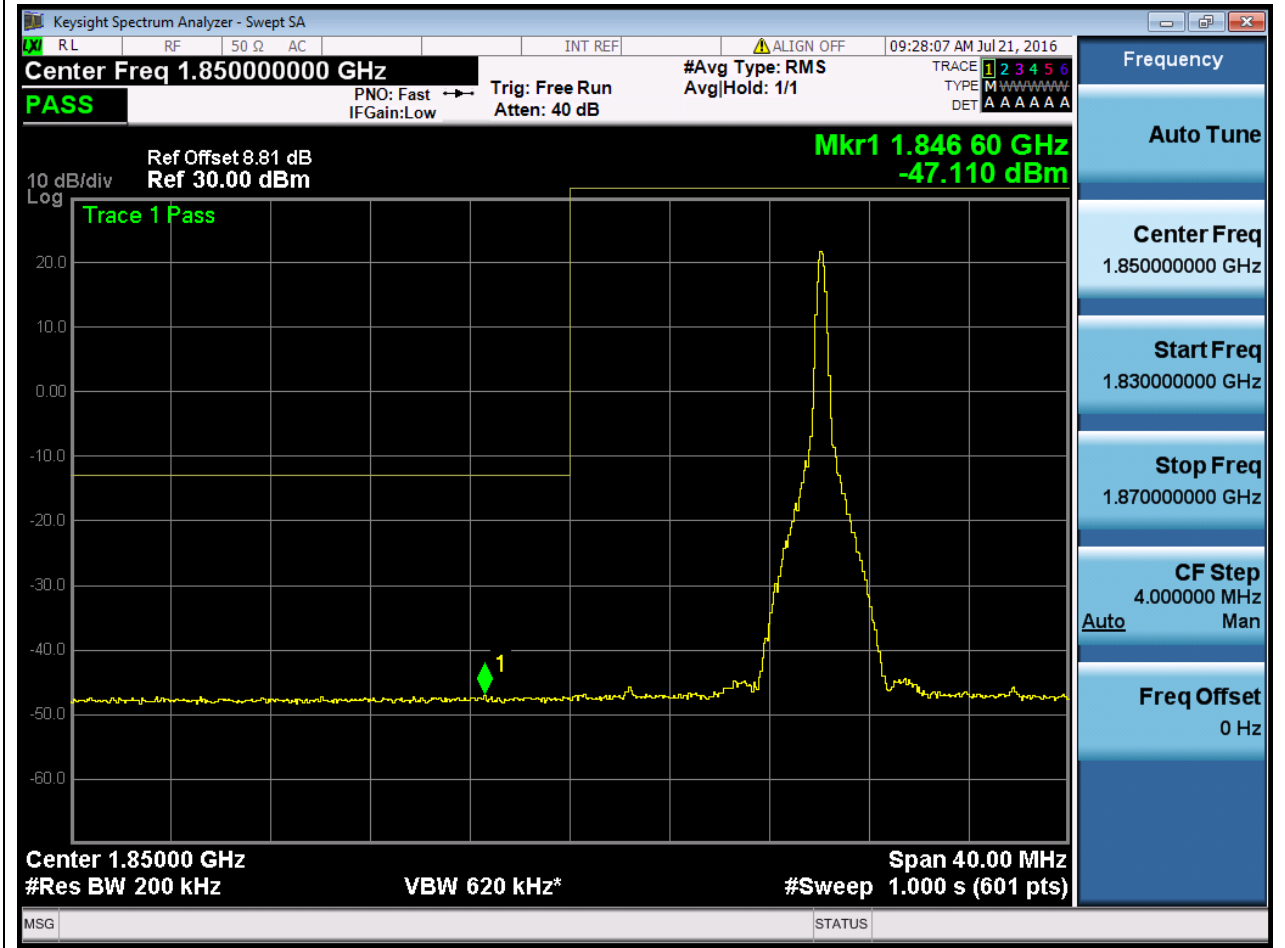 Keysight Spectrum Analyzer - Swept SA
LXI RL RF 50 Ω AC INT REF ALIGN OFF 09:28:07 AM Jul 21, 2016
Center Freq 1.850000000 GHz
PASS
PNO: Fast
IFGain:Low
Trig: Free Run
Atten: 40 dB
#Avg Type: RMS
Avg|Hold: 1/1
TRACE 1 2 3 4 5 6
TYPE M W W W W W
DET A A A A A A
Mkr1 1.846 60 GHz
-47.110 dBm
Ref Offset 8.81 dB
10 dB/div Ref 30.00 dBm
Log
Trace 1 Pass
20.0
10.0
0.00
-10.0
-20.0
-30.0
-40.0
-50.0
-60.0
1
Center 1.85000 GHz Span 40.00 MHz
#Res BW 200 kHz VBW 620 kHz* #Sweep 1.000 s (601 pts)
MSG STATUS
Frequency
Auto Tune
Center Freq
1.850000000 GHz
Start Freq
1.830000000 GHz
Stop Freq
1.870000000 GHz
CF Step
4.000000 MHz
Auto Man
Freq Offset
0 Hz